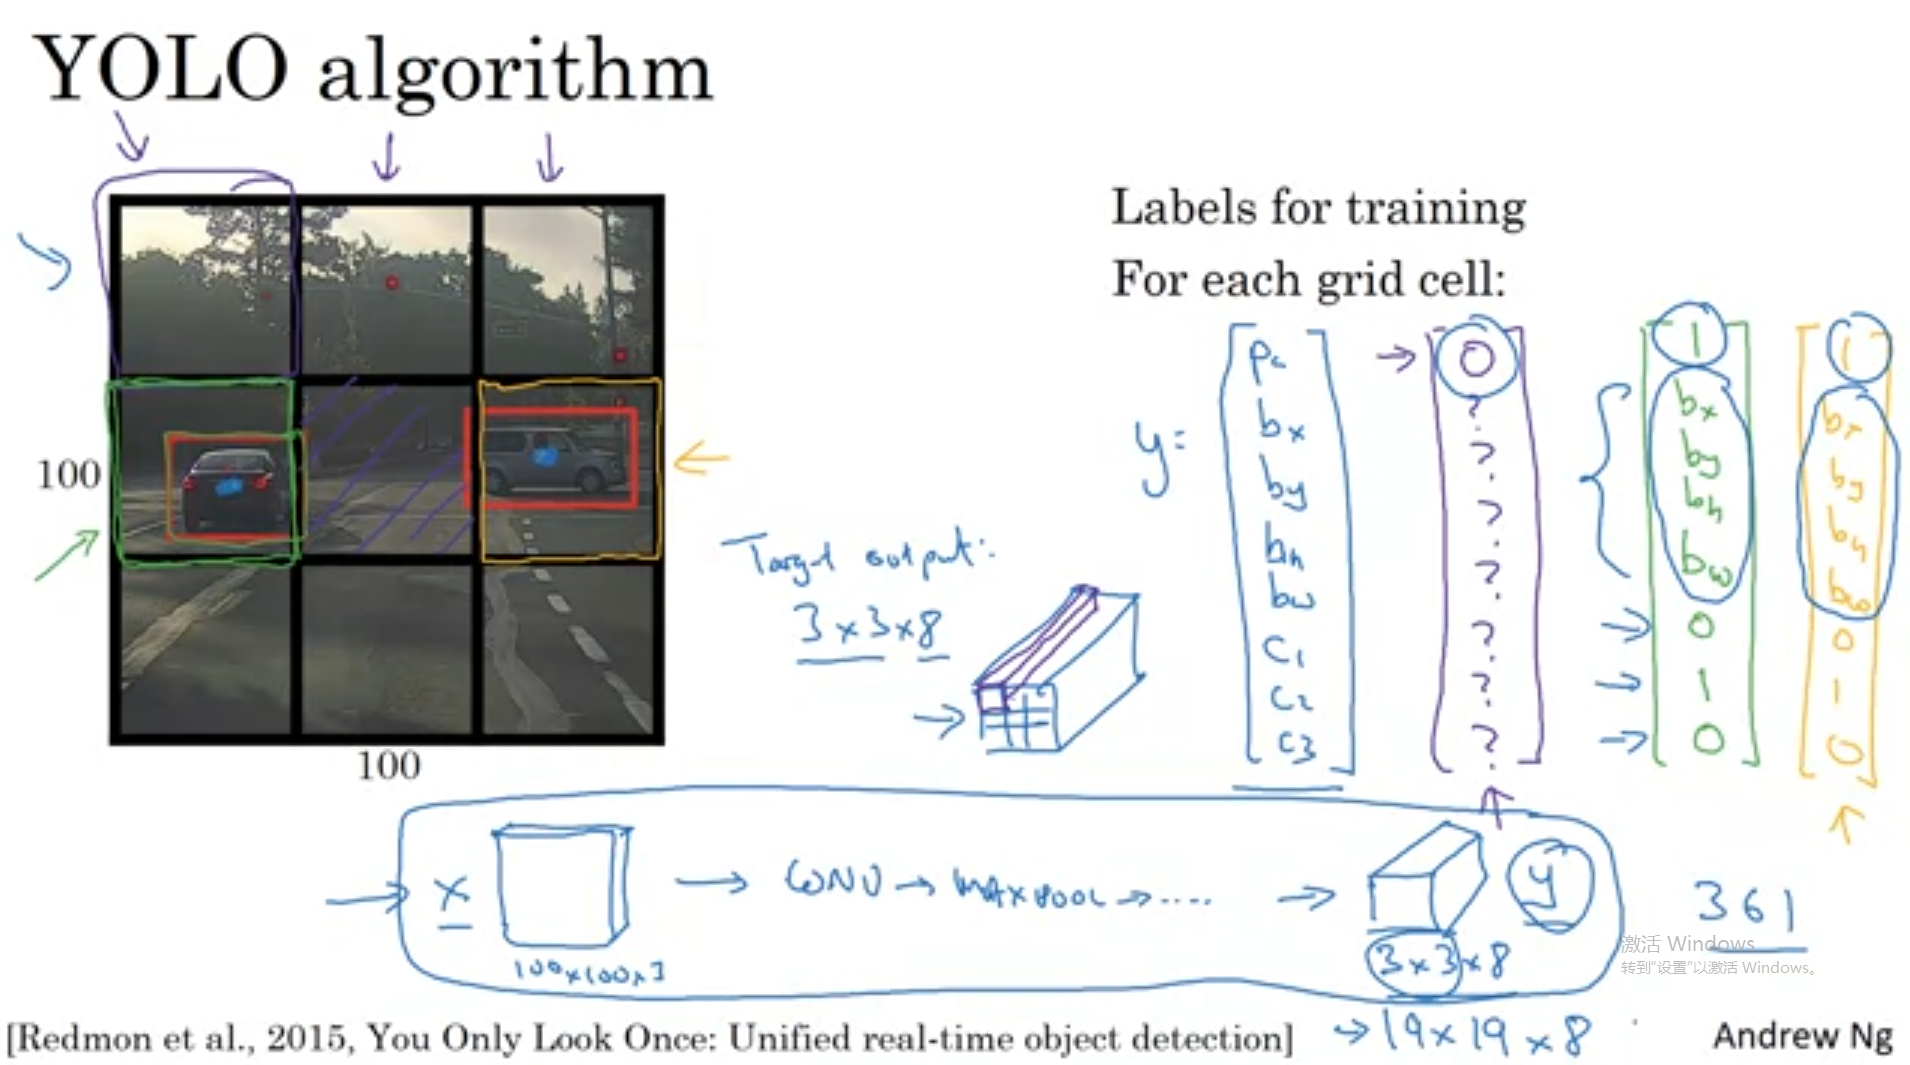 YOLO algorithm
100
100
Labels for training
For each grid cell:
y=
Pc
bx
by
bh
bw
C1
C2
C3
0
?
?
?
?
?
?
?
1
bx
by
bh
bw
0
1
0
1
bx
by
bh
bw
0
1
0
Target output:
3×3×8
x
100×100×3
→ CONV → MAXPOOL → .... →
3×3×8
y
361
→ 19×19×8
激活 Windows
转到“设置”以激活 Windows。
[Redmon et al., 2015, You Only Look Once: Unified real-time object detection]
Andrew Ng